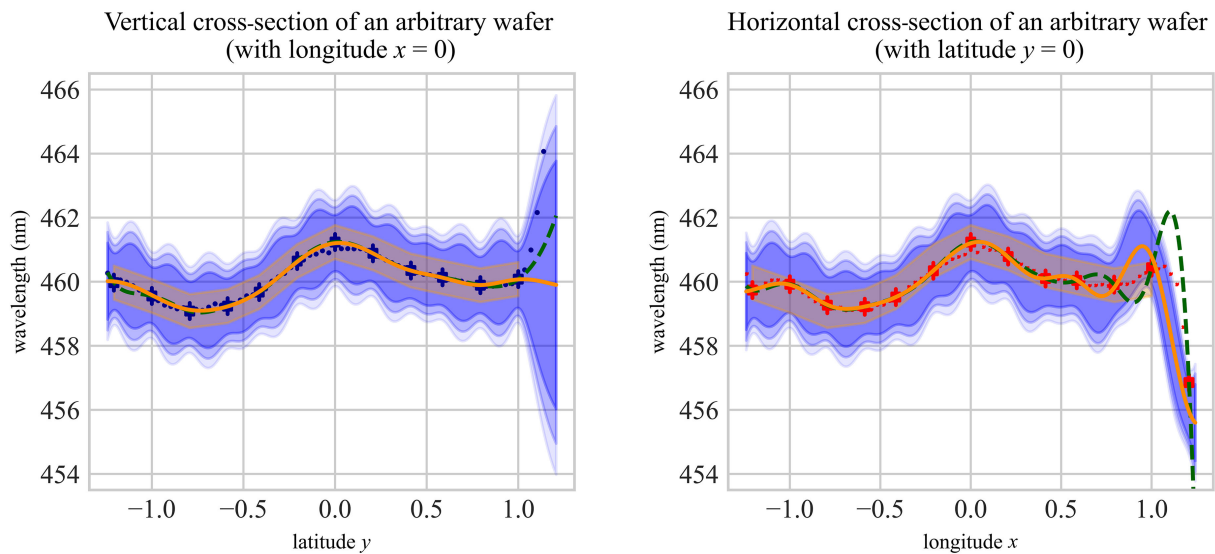 Vertical cross-section of an arbitrary wafer
(with longitude x = 0)
466
464
462
460
458
456
454
wavelength (nm)
−1.0 −0.5 0.0 0.5 1.0
latitude y
Horizontal cross-section of an arbitrary wafer
(with latitude y = 0)
466
464
462
460
458
456
454
wavelength (nm)
−1.0 −0.5 0.0 0.5 1.0
longitude x